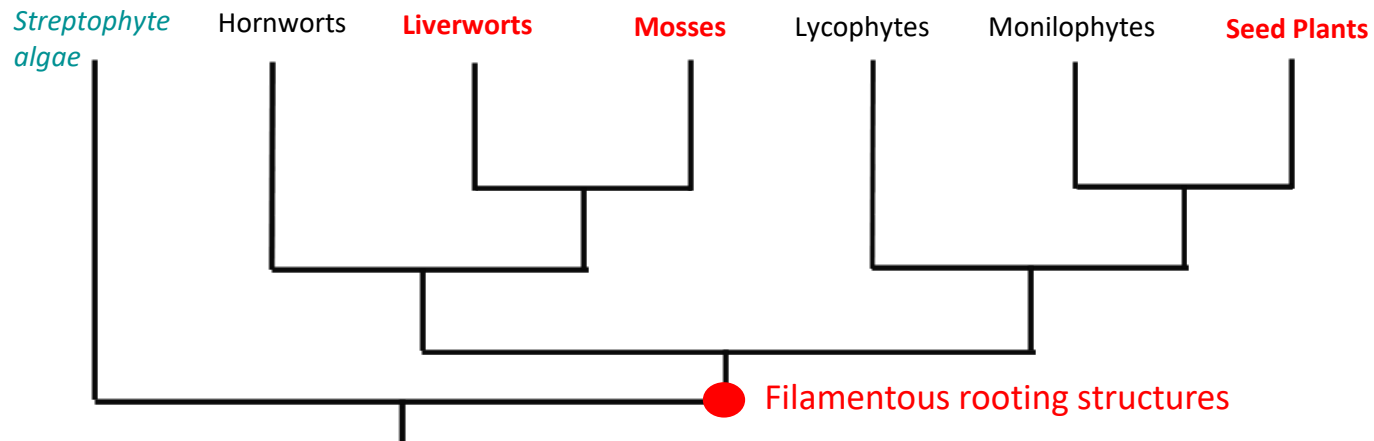 Streptophyte
algae
Hornworts
Liverworts
Mosses
Lycophytes
Monilophytes
Seed Plants
Filamentous rooting structures